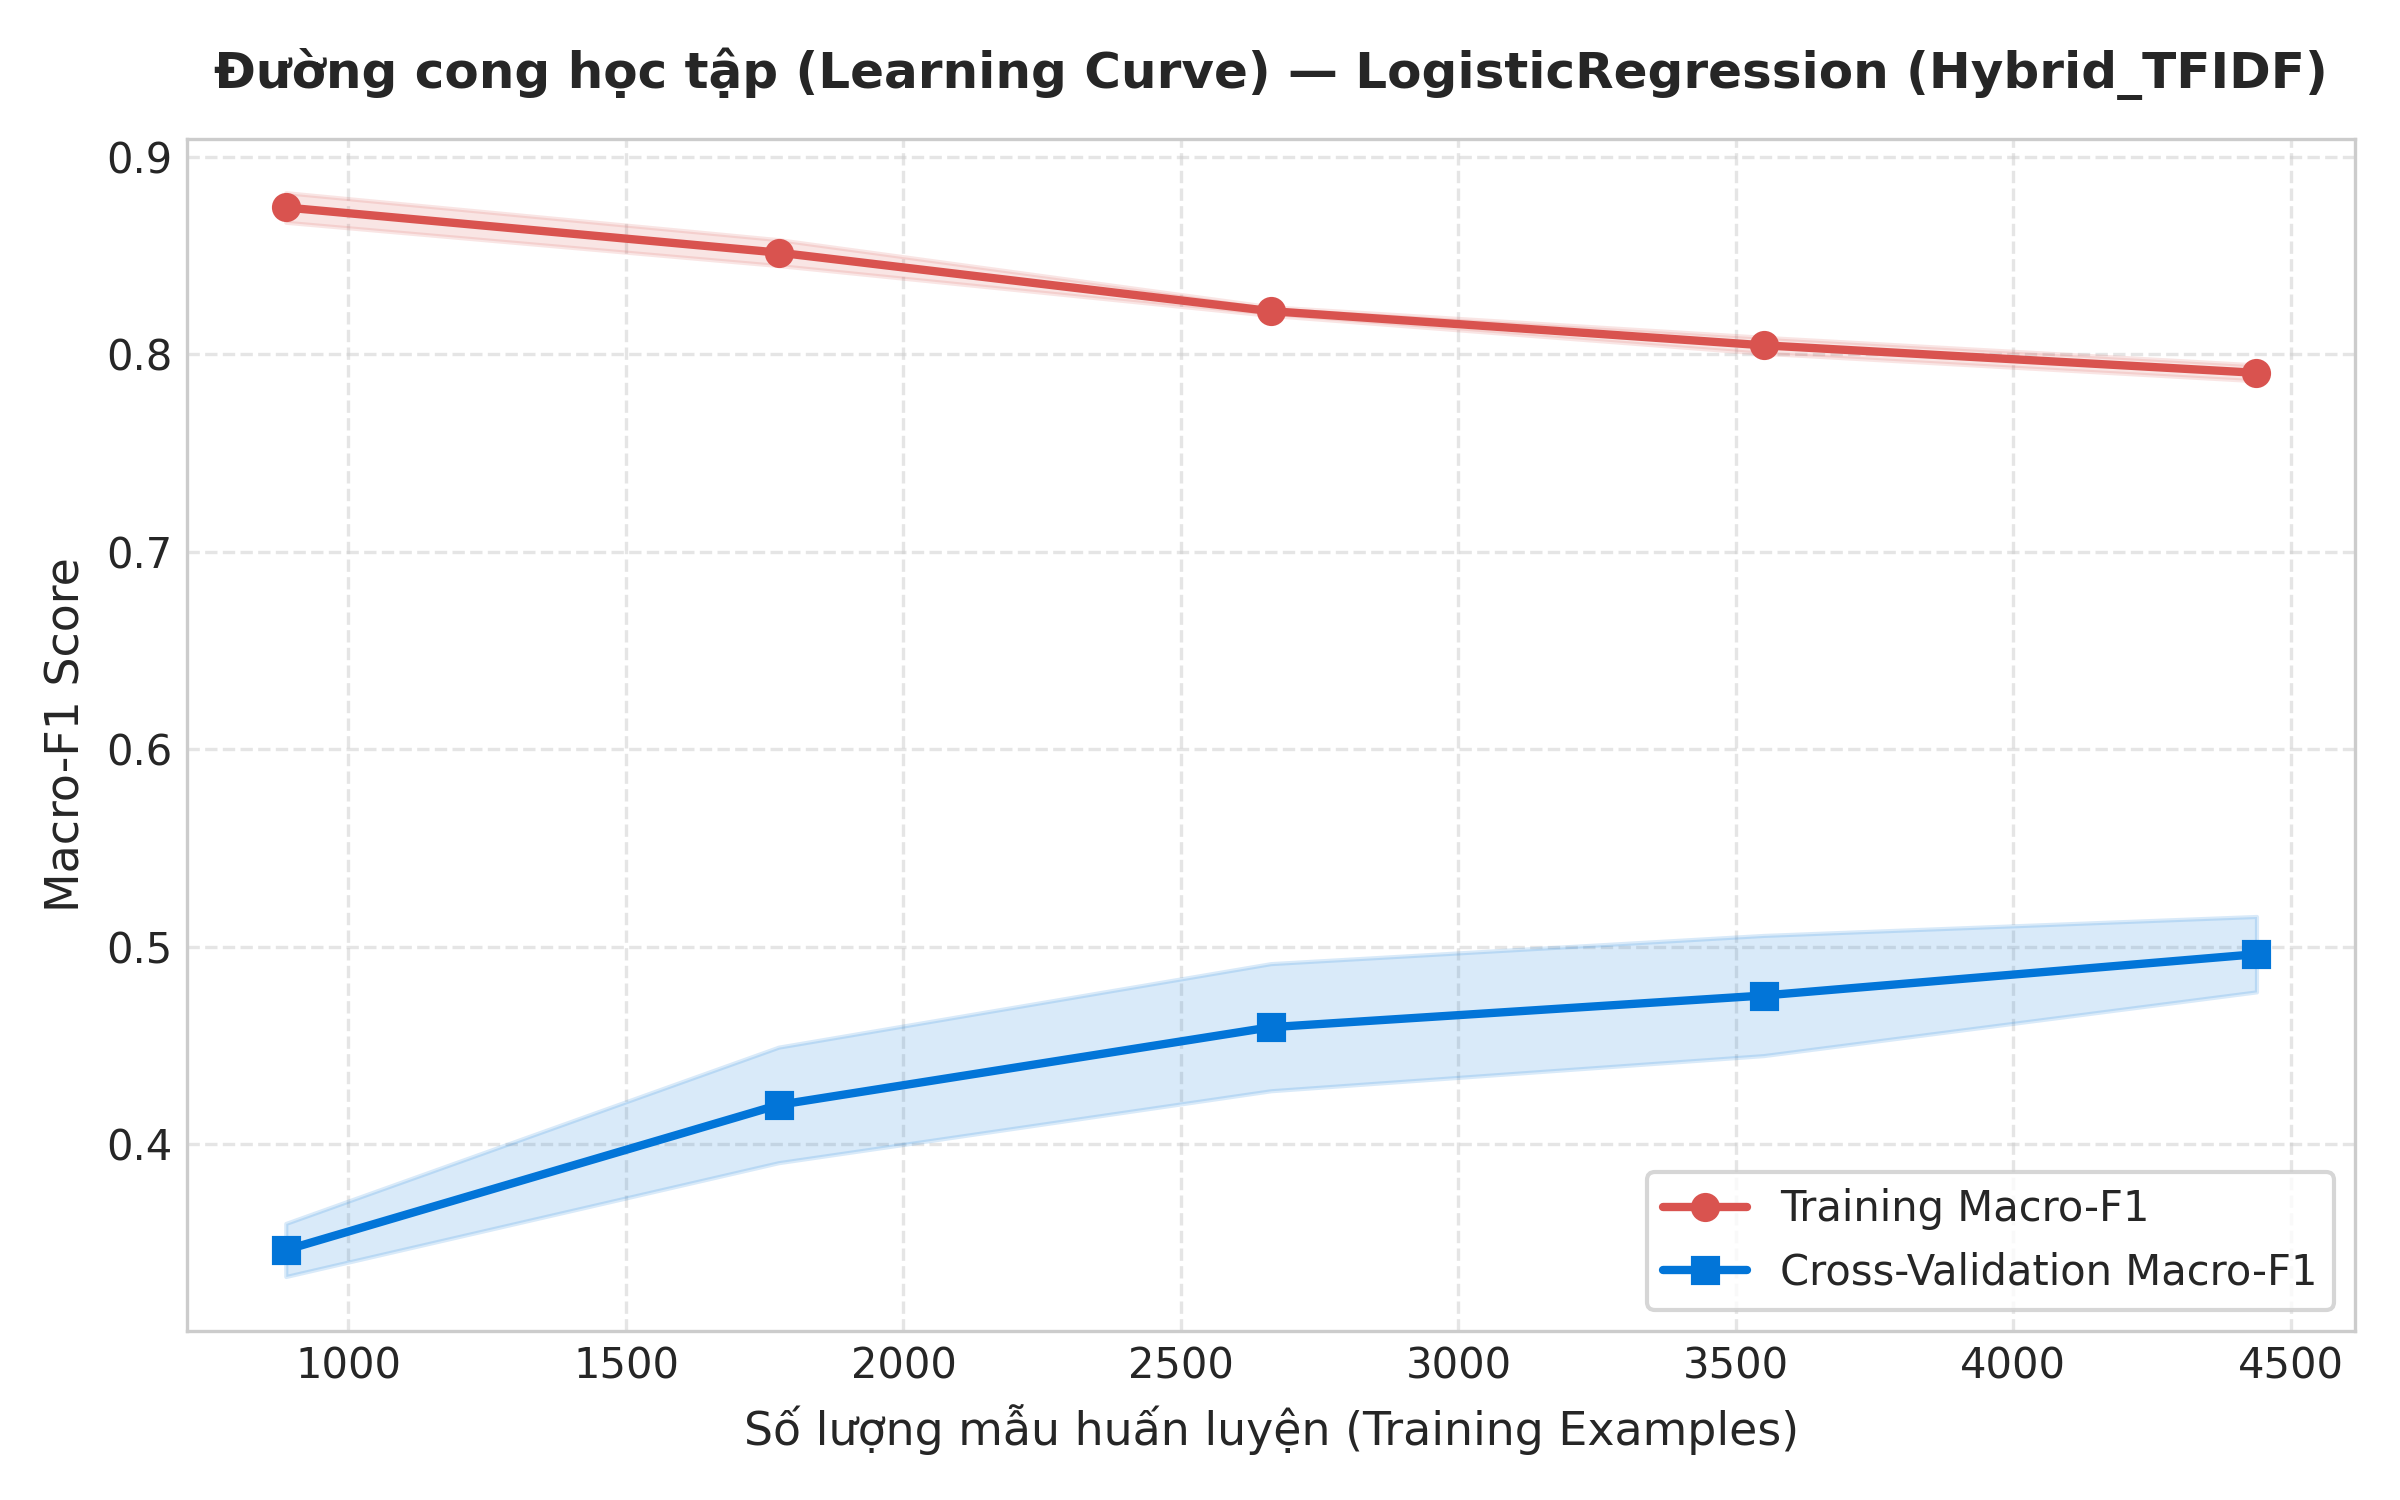 Đường cong học tập (Learning Curve) — LogisticRegression (Hybrid_TFIDF)
0.9
0.8
0.7
0.6
0.5
0.4
Macro-F1 Score
Training Macro-F1
Cross-Validation Macro-F1
1000 1500 2000 2500 3000 3500 4000 4500
Số lượng mẫu huấn luyện (Training Examples)